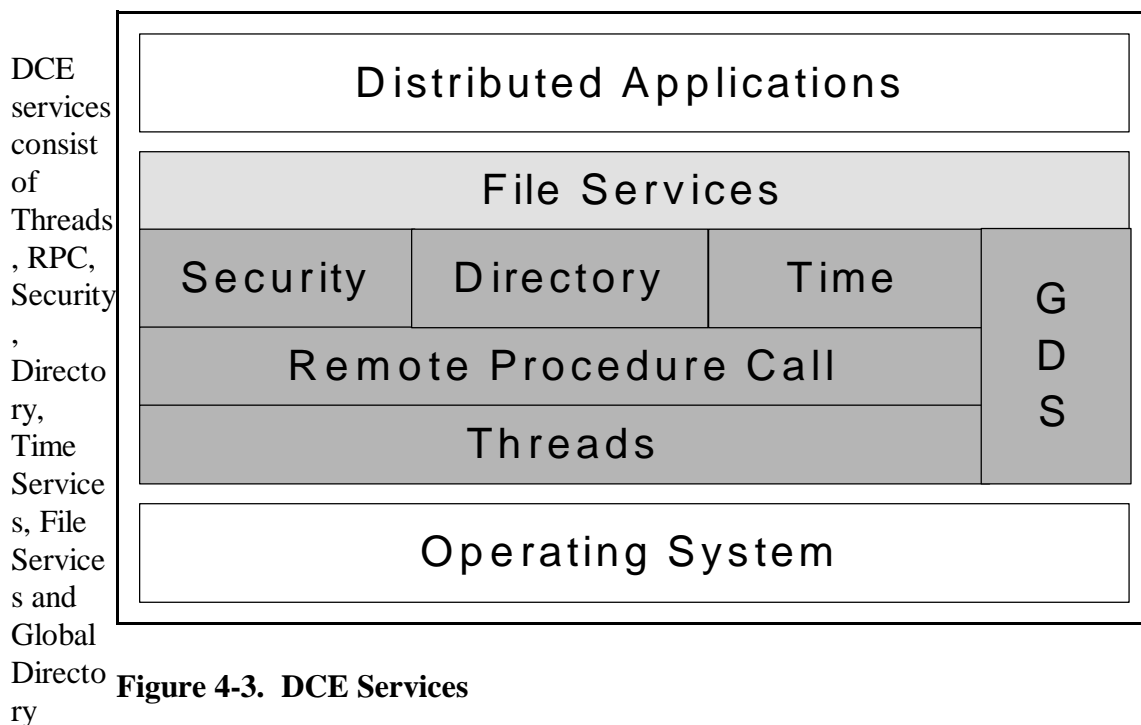 DCE
services
consist
of
Threads
, RPC,
Security
,
Directo
ry,
Time
Service
s, File
Service
s and
Global
Directo
ry
Distributed Applications
File Services
Security Directory Time
G
D
S
Remote Procedure Call
Threads
Operating System
Figure 4-3. DCE Services